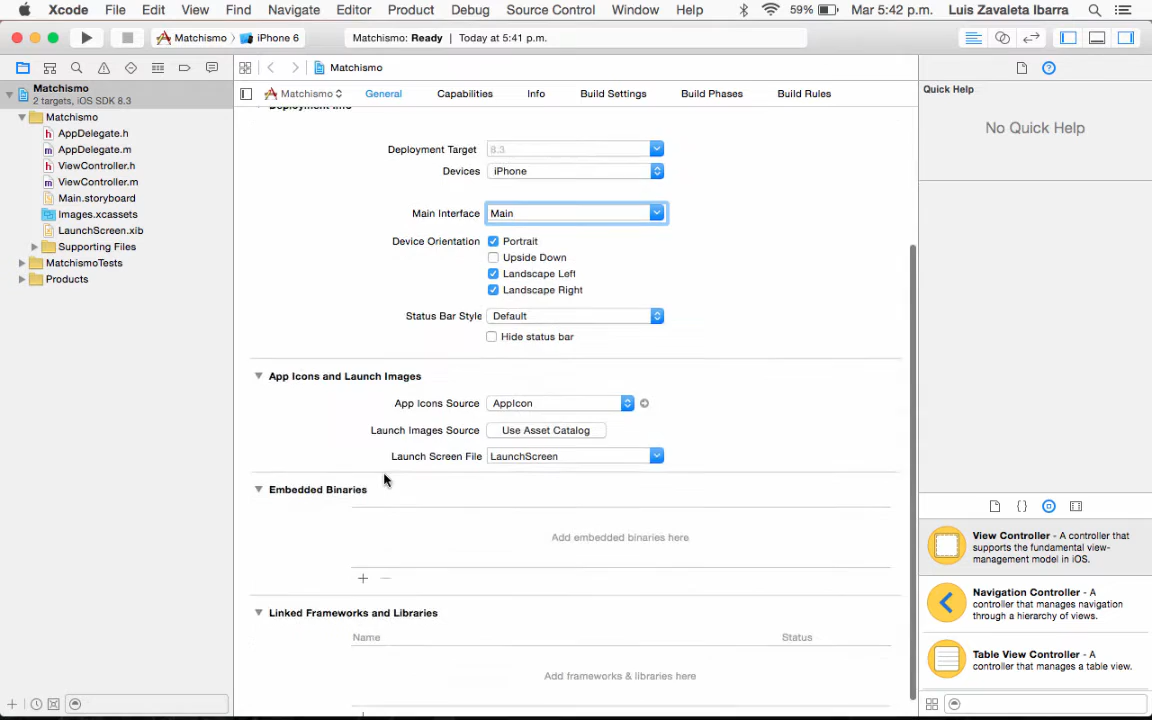 Xcode File Edit View Find Navigate Editor Product Debug Source Control Window Help 59% Mar 5:42 p.m. Luis Zavaleta Ibarra
Matchismo iPhone 6 Matchismo: Ready | Today at 5:41 p.m.
Matchismo
Matchismo
2 targets, iOS SDK 8.3
Matchismo
h AppDelegate.h
m AppDelegate.m
h ViewController.h
m ViewController.m
Main.storyboard
Images.xcassets
LaunchScreen.xib
Supporting Files
MatchismoTests
Products
Matchismo General Capabilities Info Build Settings Build Phases Build Rules
Deployment Info
Deployment Target 8.3
Devices iPhone
Main Interface Main
Device Orientation Portrait
Upside Down
Landscape Left
Landscape Right
Status Bar Style Default
Hide status bar
App Icons and Launch Images
App Icons Source AppIcon
Launch Images Source Use Asset Catalog
Launch Screen File LaunchScreen
Embedded Binaries
Add embedded binaries here
Linked Frameworks and Libraries
Name Status
Add frameworks & libraries here
Quick Help
No Quick Help
View Controller - A controller that
supports the fundamental view-
management model in iOS.
Navigation Controller - A
controller that manages navigation
through a hierarchy of views.
Table View Controller - A
controller that manages a table view.